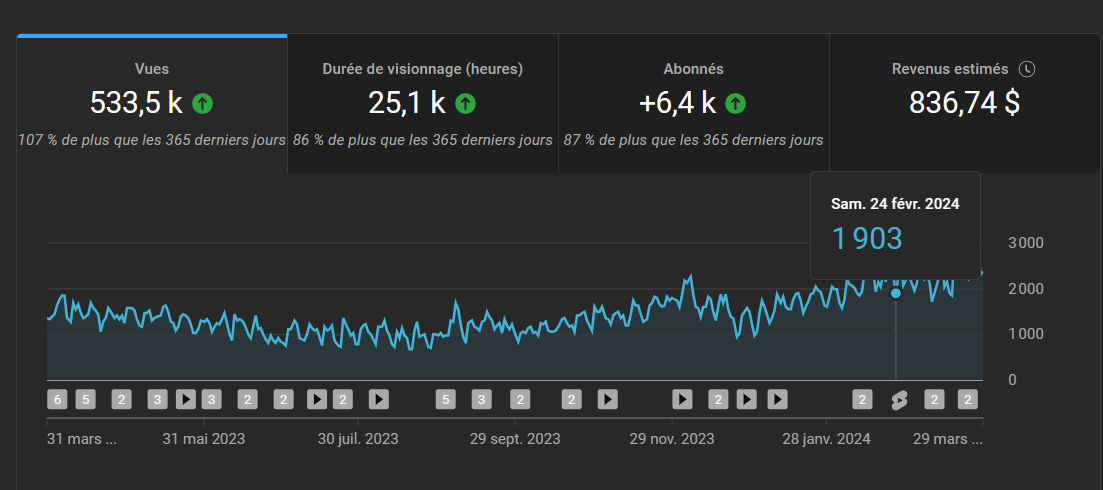 Vues
533,5 k
107 % de plus que les 365 derniers jours
Durée de visionnage (heures)
25,1 k
86 % de plus que les 365 derniers jours
Abonnés
+6,4 k
87 % de plus que les 365 derniers jours
Revenus estimés
836,74 $
Sam. 24 févr. 2024
1 903
3 000
2 000
1 000
0
6 5 2 3 3 2 2 2 5 3 2 2 2 2 2 2
31 mars ... 31 mai 2023 30 juil. 2023 29 sept. 2023 29 nov. 2023 28 janv. 2024 29 mars ...